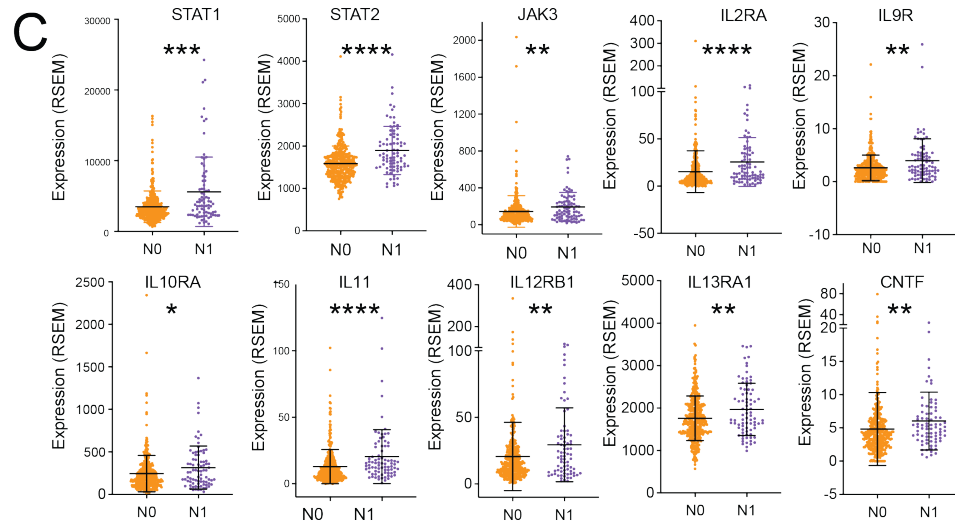 C
STAT1
STAT2
JAK3
IL2RA
IL9R
***
****
**
****
**
Expression (RSEM)
30000
20000
10000
0
N0 N1
Expression (RSEM)
5000
4000
3000
2000
1000
0
N0 N1
Expression (RSEM)
2000
1600
1200
800
400
0
N0 N1
Expression (RSEM)
400
300
200
100
50
0
-50
N0 N1
Expression (RSEM)
30
20
10
0
-10
N0 N1
IL10RA
IL11
IL12RB1
IL13RA1
CNTF
*
****
**
**
**
Expression (RSEM)
2500
2000
1500
1000
500
0
N0 N1
Expression (RSEM)
150
100
50
0
N0 N1
Expression (RSEM)
400
300
200
100
50
0
N0 N1
Expression (RSEM)
5000
4000
3000
2000
1000
0
N0 N1
Expression (RSEM)
80
60
40
20
15
10
5
0
-5
N0 N1